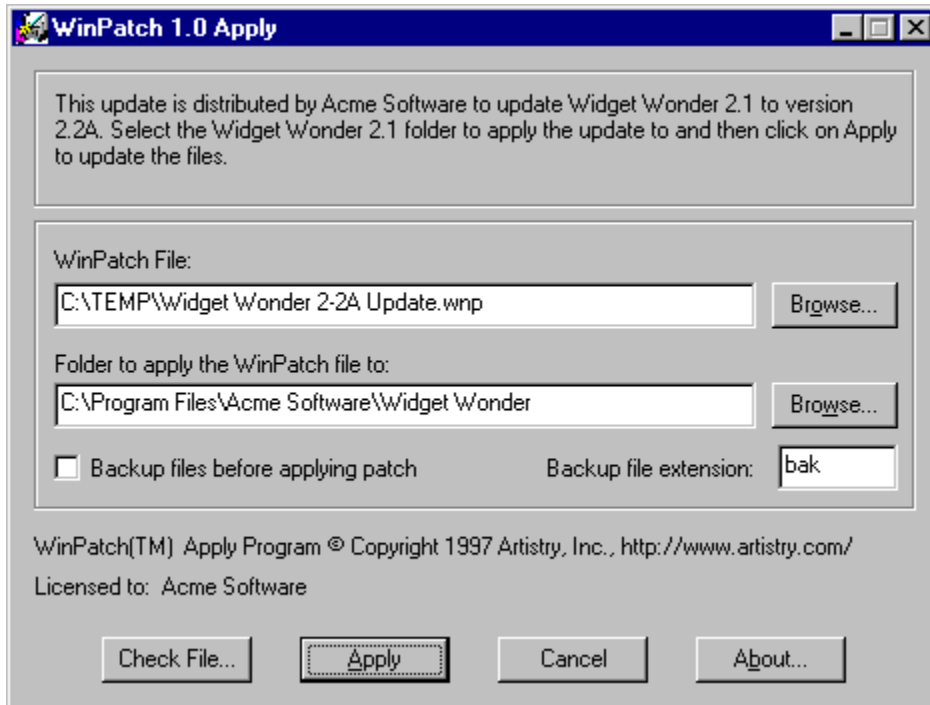 WinPatch 1.0 Apply
This update is distributed by Acme Software to update Widget Wonder 2.1 to version
2.2A. Select the Widget Wonder 2.1 folder to apply the update to and then click on Apply
to update the files.
WinPatch File:
C:\TEMP\Widget Wonder 2-2A Update.wnp
Browse...
Folder to apply the WinPatch file to:
C:\Program Files\Acme Software\Widget Wonder
Browse...
Backup files before applying patch
Backup file extension:
bak
WinPatch(TM) Apply Program © Copyright 1997 Artistry, Inc., http://www.artistry.com/
Licensed to: Acme Software
Check File...
Apply
Cancel
About...